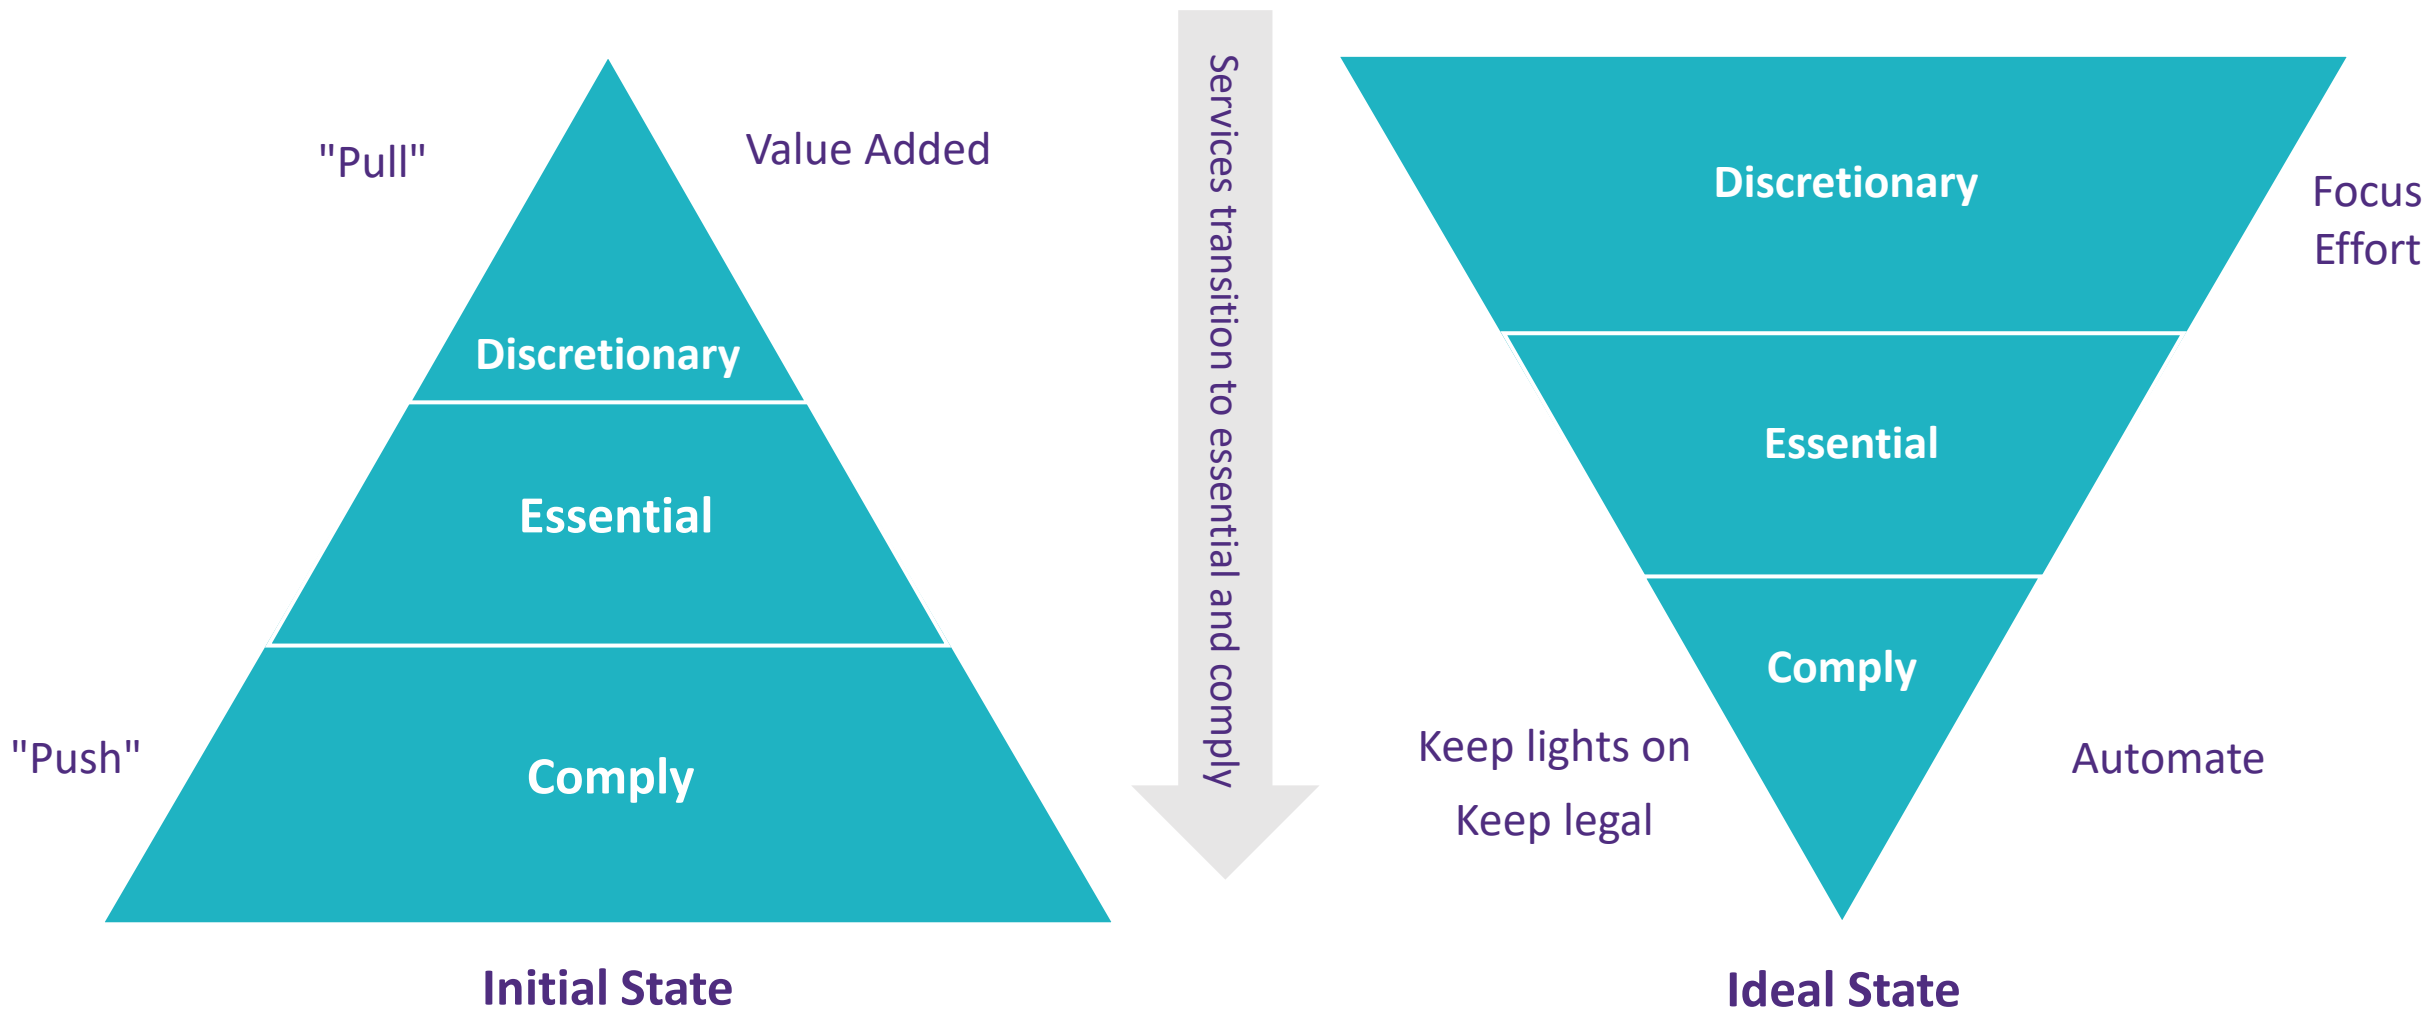 "Pull"
Value Added
Discretionary
Essential
"Push"
Comply
Initial State
Services transition to essential and comply
Discretionary
Focus
Effort
Essential
Comply
Keep lights on
Keep legal
Automate
Ideal State